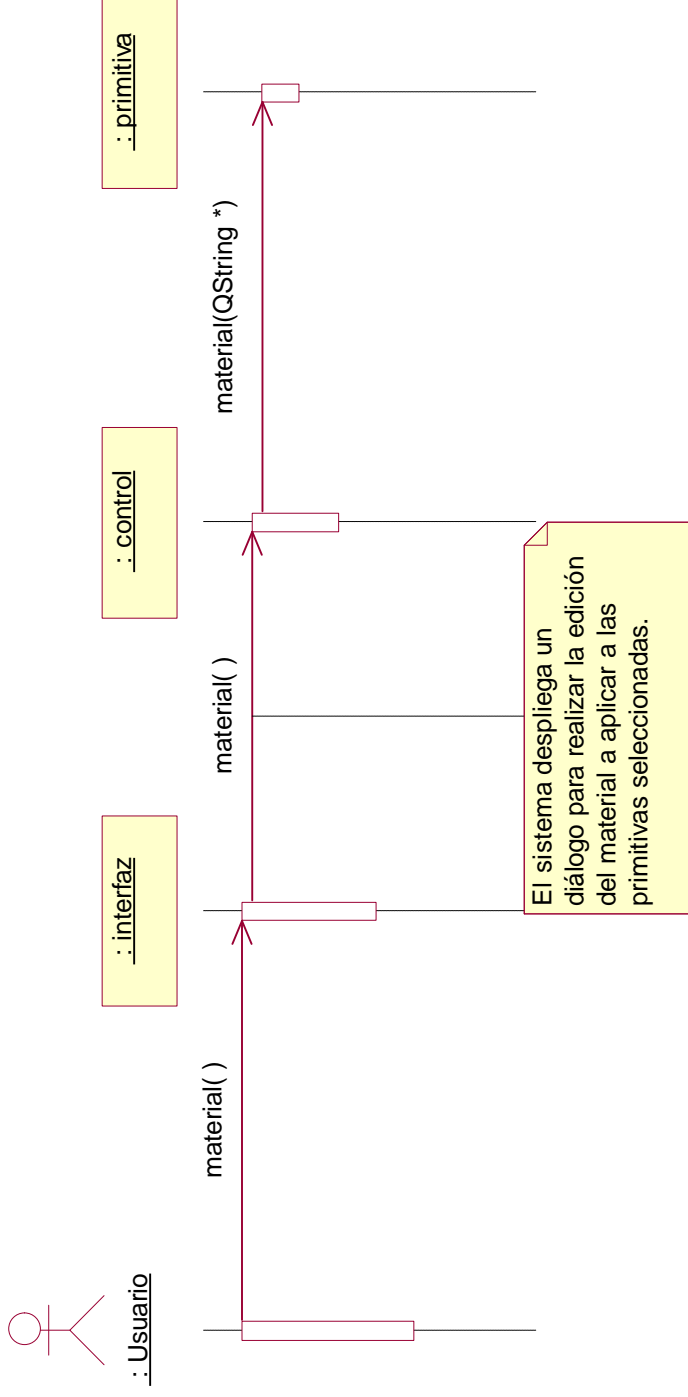 : Usuario
: interfaz
: control
: primitiva
material( )
material( )
material(QString *)
El sistema despliega un
diálogo para realizar la edición
del material a aplicar a las
primitivas seleccionadas.